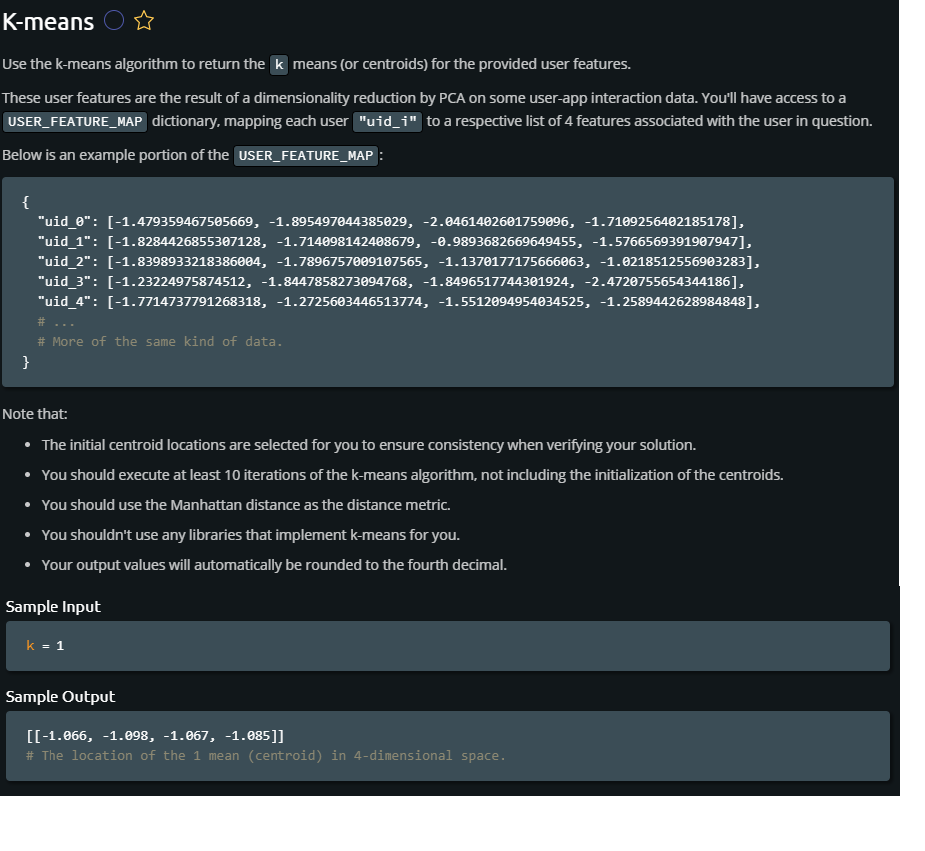 K-means
Use the k-means algorithm to return the k means (or centroids) for the provided user features.
These user features are the result of a dimensionality reduction by PCA on some user-app interaction data. You'll have access to a
USER_FEATURE_MAP dictionary, mapping each user "uid_i" to a respective list of 4 features associated with the user in question.
Below is an example portion of the USER_FEATURE_MAP:
{
"uid_0": [-1.479359467505669, -1.895497044385029, -2.0461402601759096, -1.7109256402185178],
"uid_1": [-1.8284426855307128, -1.714098142408679, -0.9893682669649455, -1.5766569391907947],
"uid_2": [-1.8398933218386004, -1.7896757009107565, -1.1370177175666063, -1.0218512556903283],
"uid_3": [-1.23224975874512, -1.8447858273094768, -1.8496517744301924, -2.4720755654344186],
"uid_4": [-1.7714737791268318, -1.2725603446513774, -1.5512094954034525, -1.2589442628984848],
# ...
# More of the same kind of data.
}
Note that:
• The initial centroid locations are selected for you to ensure consistency when verifying your solution.
• You should execute at least 10 iterations of the k-means algorithm, not including the initialization of the centroids.
• You should use the Manhattan distance as the distance metric.
• You shouldn't use any libraries that implement k-means for you.
• Your output values will automatically be rounded to the fourth decimal.
Sample Input
k = 1
Sample Output
[[-1.066, -1.098, -1.067, -1.085]]
# The location of the 1 mean (centroid) in 4-dimensional space.